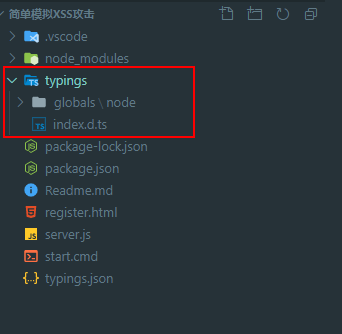 简单模拟XSS攻击
.vscode
node_modules
typings
globals \ node
index.d.ts
package-lock.json
package.json
Readme.md
register.html
server.js
start.cmd
typings.json